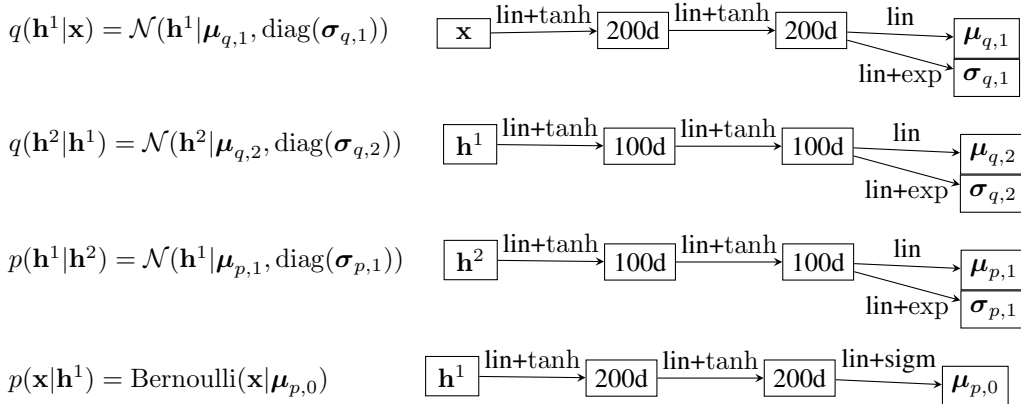 q(h¹|x) = N(h¹|μ_{q,1}, diag(σ_{q,1})) x lin+tanh 200d lin+tanh 200d lin μ_{q,1} lin+exp σ_{q,1}
q(h²|h¹) = N(h²|μ_{q,2}, diag(σ_{q,2})) h¹ lin+tanh 100d lin+tanh 100d lin μ_{q,2} lin+exp σ_{q,2}
p(h¹|h²) = N(h¹|μ_{p,1}, diag(σ_{p,1})) h² lin+tanh 100d lin+tanh 100d lin μ_{p,1} lin+exp σ_{p,1}
p(x|h¹) = Bernoulli(x|μ_{p,0}) h¹ lin+tanh 200d lin+tanh 200d lin+sigm μ_{p,0}